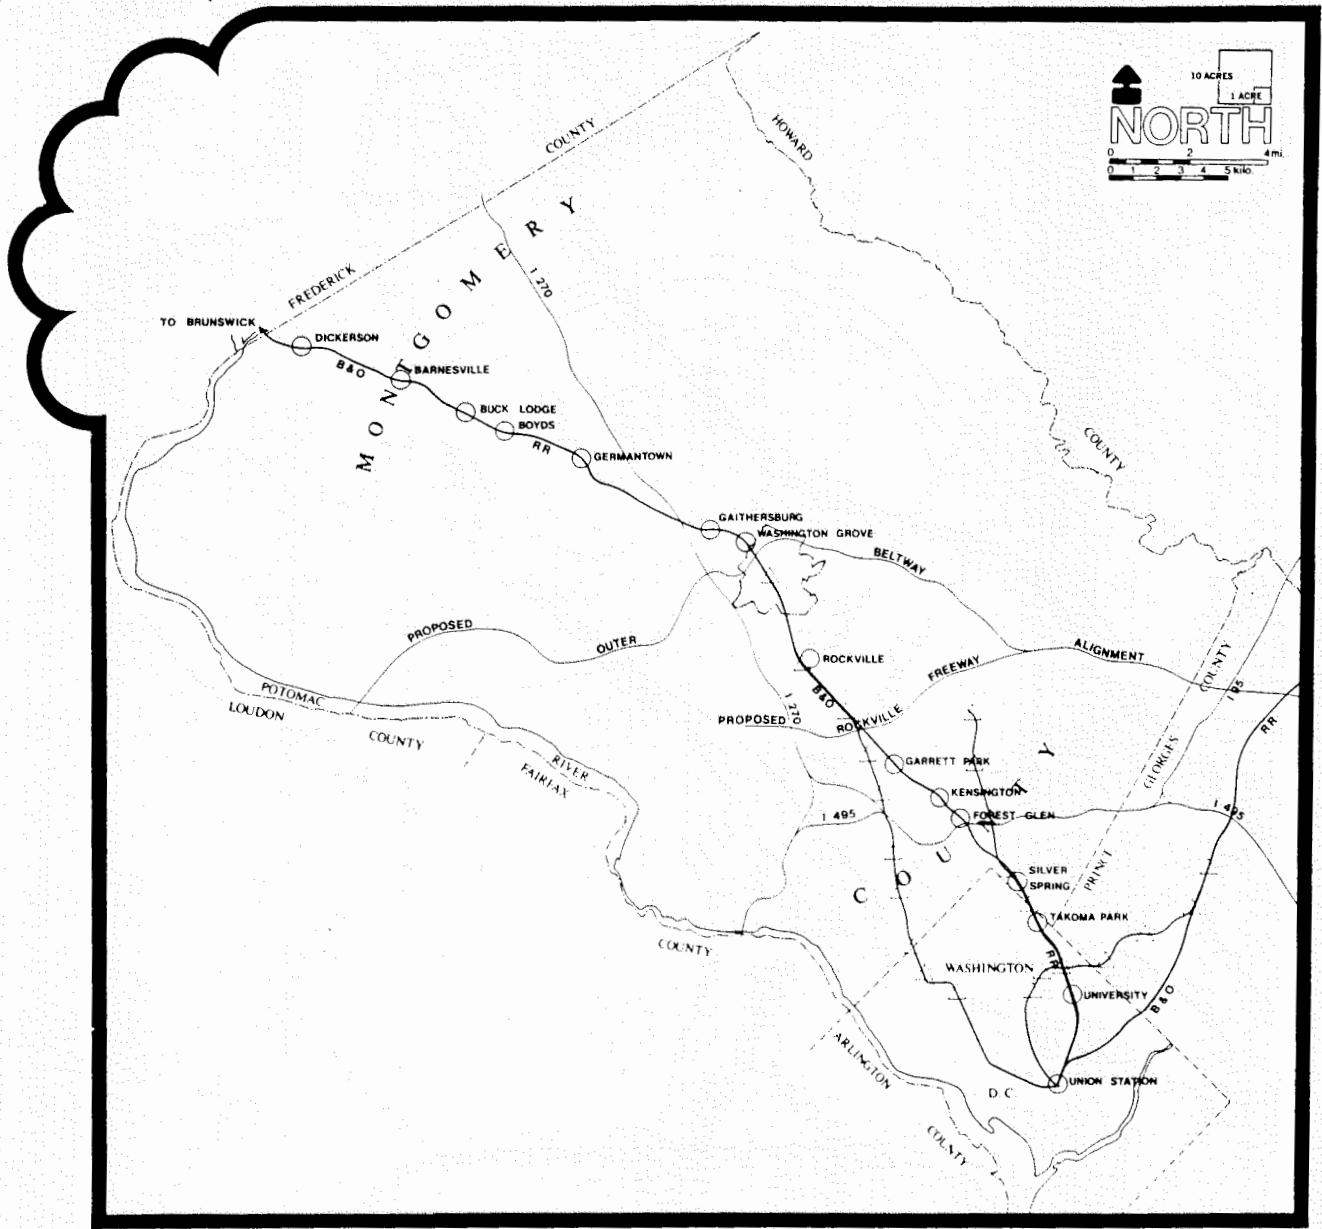 10 ACRES
1 ACRE
NORTH
0 2 4 mi.
0 1 2 3 4 5 kilo.
COUNTY
HOWARD
MONTGOMERY
I 270
FREDERICK
TO BRUNSWICK
DICKERSON
B&O
BARNESVILLE
BUCK LODGE
BOYDS
RR
GERMANTOWN
COUNTY
GAITHERSBURG
WASHINGTON GROVE
BELTWAY
PROPOSED
OUTER
ALIGNMENT
ROCKVILLE
FREEWAY
COUNTY
I 95
POTOMAC
B&O
I 270
LOUDON
PROPOSED
ROCKVILLE
RR
COUNTY
RIVER
FAIRFAX
GARRETT PARK
GEORGES
KENSINGTON
FOREST GLEN
I 495
I 495
COUNTY
SILVER
SPRING
PRINCE
TAKOMA PARK
COUNTY
RR
WASHINGTON
UNIVERSITY
B&O
ARLINGTON
UNION STATION
D.C.
COUNTY